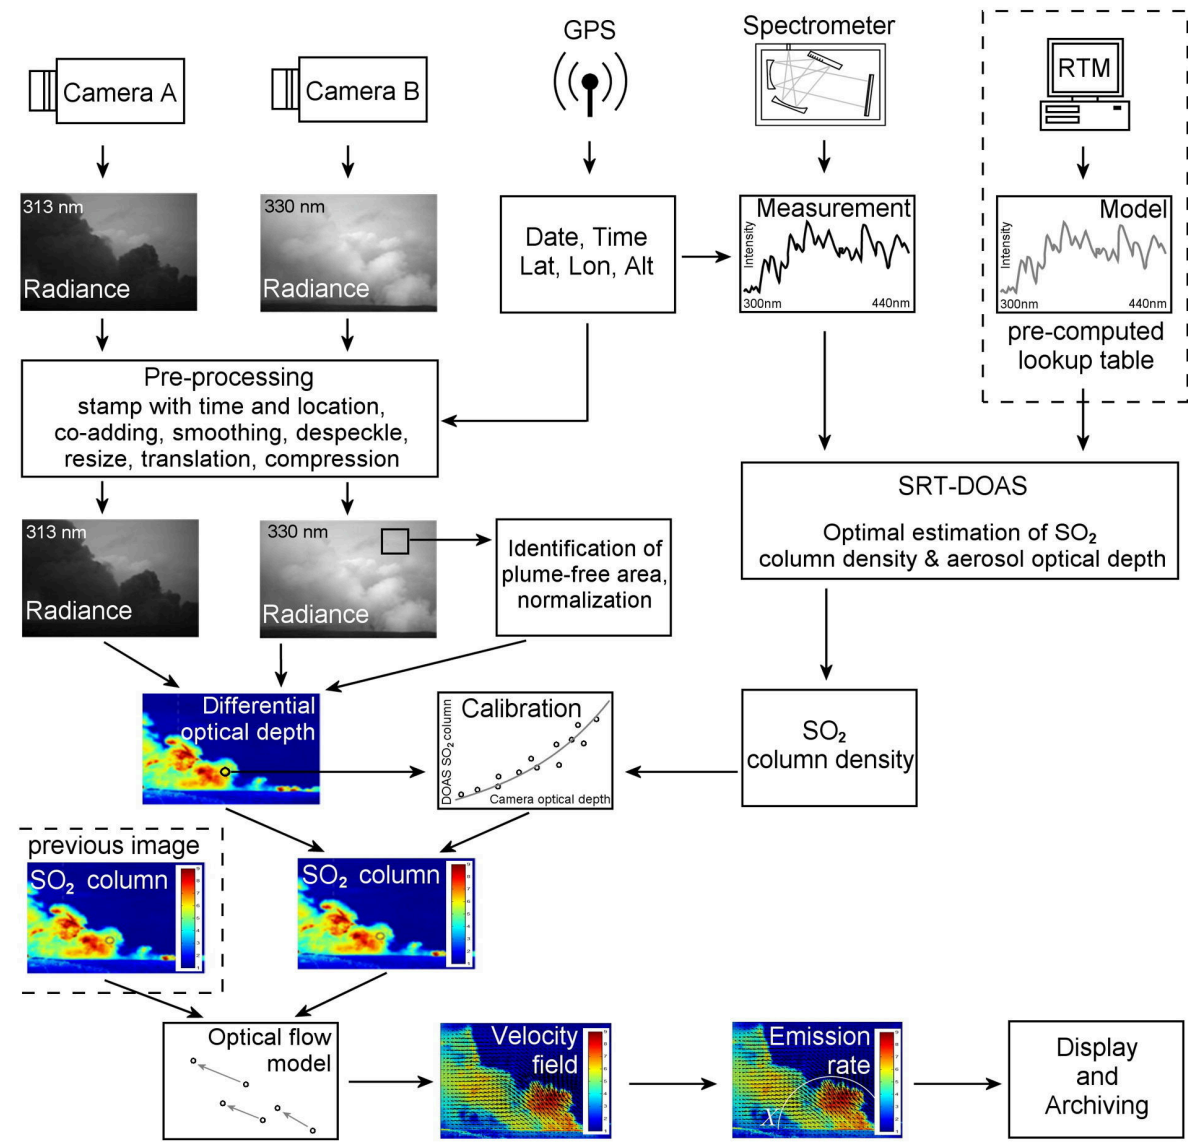 GPS
Spectrometer
Camera A
Camera B
RTM
313 nm
Radiance
330 nm
Radiance
Date, Time
Lat, Lon, Alt
Measurement
Intensity
300nm
440nm
Model
Intensity
300nm
440nm
pre-computed
lookup table
Pre-processing
stamp with time and location,
co-adding, smoothing, despeckle,
resize, translation, compression
SRT-DOAS
Optimal estimation of SO₂
column density & aerosol optical depth
313 nm
Radiance
330 nm
Radiance
Identification of
plume-free area,
normalization
Differential
optical depth
Calibration
DOAS SO₂ column
Camera optical depth
SO₂
column density
previous image
SO₂ column
SO₂ column
Optical flow
model
Velocity
field
Emission
rate
X
Display
and
Archiving